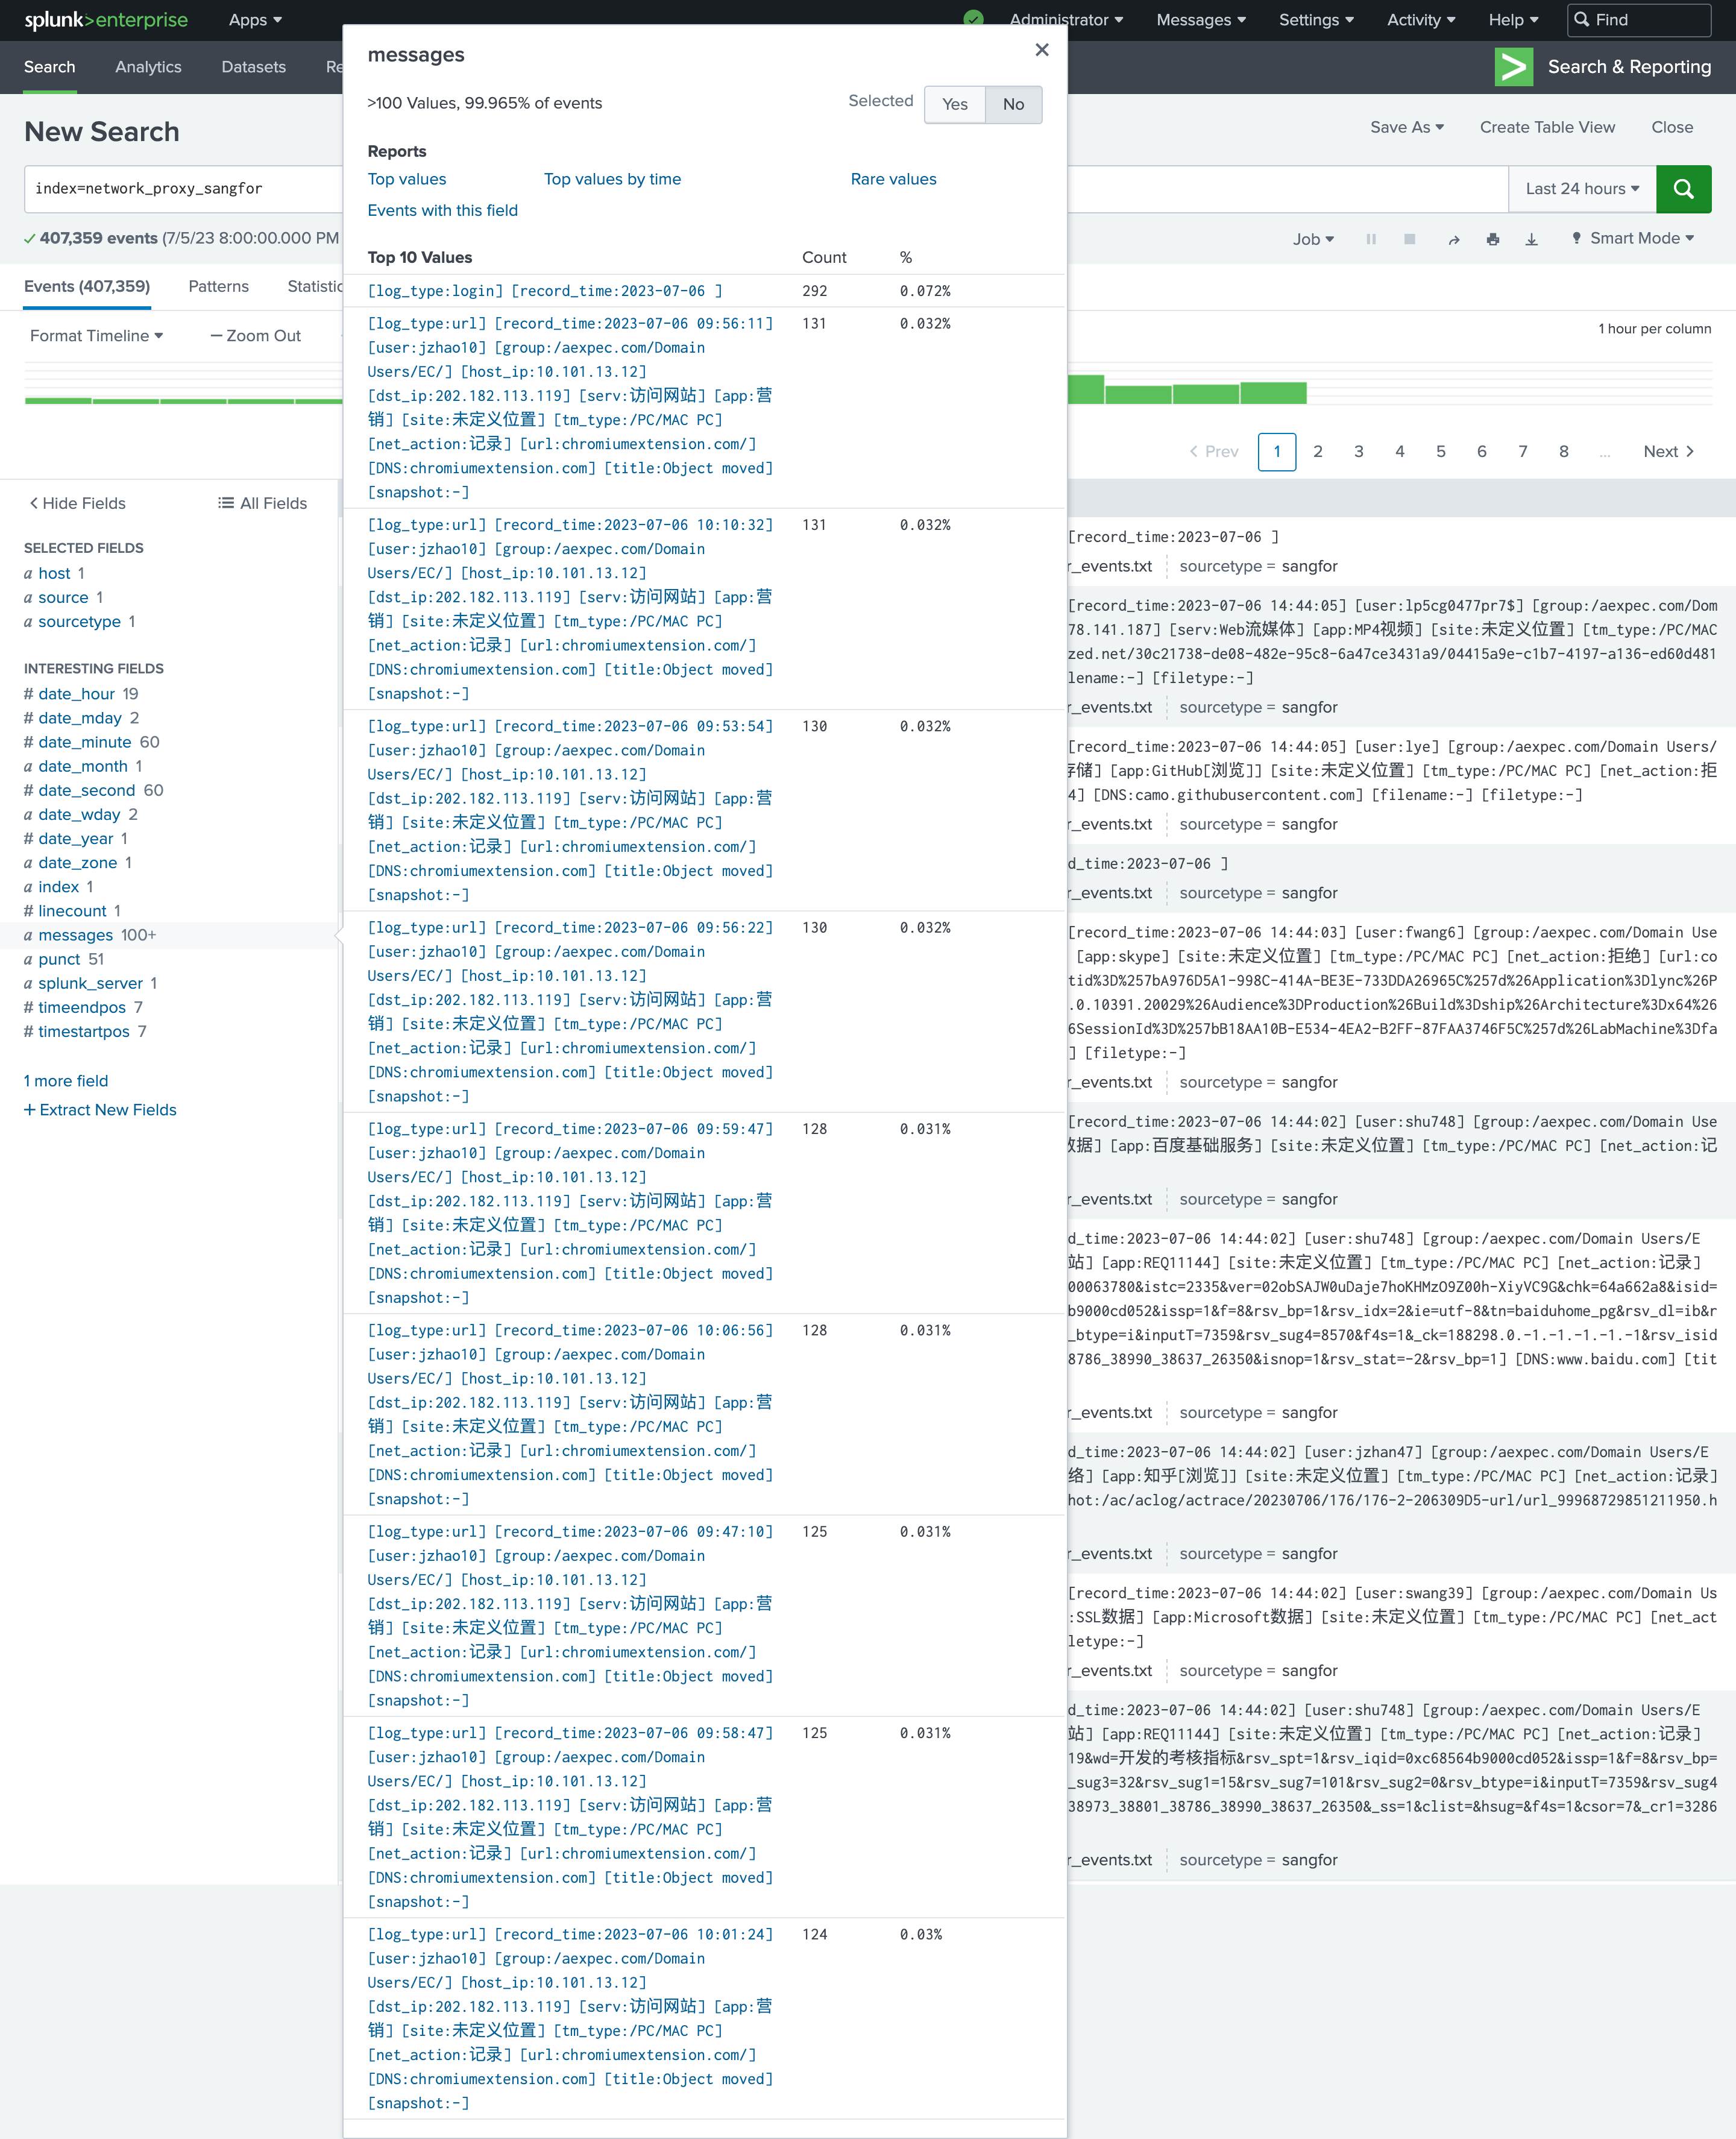 splunk>enterprise Apps Administrator Messages Settings Activity Help Find
Search Analytics Datasets Re Search & Reporting
New Search Save As Create Table View Close
index=network_proxy_sangfor Last 24 hours
407,359 events (7/5/23 8:00:00.000 PM Job Smart Mode
Events (407,359) Patterns Statistic
Format Timeline — Zoom Out 1 hour per column
Prev 1 2 3 4 5 6 7 8 ... Next
Hide Fields All Fields
SELECTED FIELDS
a host 1
a source 1
a sourcetype 1
INTERESTING FIELDS
# date_hour 19
# date_mday 2
# date_minute 60
a date_month 1
# date_second 60
a date_wday 2
# date_year 1
a date_zone 1
a index 1
# linecount 1
a messages 100+
a punct 51
a splunk_server 1
# timeendpos 7
# timestartpos 7
1 more field
+ Extract New Fields
messages
>100 Values, 99.965% of events Selected Yes No
Reports
Top values Top values by time Rare values
Events with this field
Top 10 Values Count %
[log_type:login] [record_time:2023-07-06 ] 292 0.072%
[log_type:url] [record_time:2023-07-06 09:56:11] 131 0.032%
[user:jzhao10] [group:/aexpec.com/Domain
Users/EC/] [host_ip:10.101.13.12]
[dst_ip:202.182.113.119] [serv:访问网站] [app:营
销] [site:未定义位置] [tm_type:/PC/MAC PC]
[net_action:记录] [url:chromiumextension.com/]
[DNS:chromiumextension.com] [title:Object moved]
[snapshot:-]
[log_type:url] [record_time:2023-07-06 10:10:32] 131 0.032%
[user:jzhao10] [group:/aexpec.com/Domain
Users/EC/] [host_ip:10.101.13.12]
[dst_ip:202.182.113.119] [serv:访问网站] [app:营
销] [site:未定义位置] [tm_type:/PC/MAC PC]
[net_action:记录] [url:chromiumextension.com/]
[DNS:chromiumextension.com] [title:Object moved]
[snapshot:-]
[log_type:url] [record_time:2023-07-06 09:53:54] 130 0.032%
[user:jzhao10] [group:/aexpec.com/Domain
Users/EC/] [host_ip:10.101.13.12]
[dst_ip:202.182.113.119] [serv:访问网站] [app:营
销] [site:未定义位置] [tm_type:/PC/MAC PC]
[net_action:记录] [url:chromiumextension.com/]
[DNS:chromiumextension.com] [title:Object moved]
[snapshot:-]
[log_type:url] [record_time:2023-07-06 09:56:22] 130 0.032%
[user:jzhao10] [group:/aexpec.com/Domain
Users/EC/] [host_ip:10.101.13.12]
[dst_ip:202.182.113.119] [serv:访问网站] [app:营
销] [site:未定义位置] [tm_type:/PC/MAC PC]
[net_action:记录] [url:chromiumextension.com/]
[DNS:chromiumextension.com] [title:Object moved]
[snapshot:-]
[log_type:url] [record_time:2023-07-06 09:59:47] 128 0.031%
[user:jzhao10] [group:/aexpec.com/Domain
Users/EC/] [host_ip:10.101.13.12]
[dst_ip:202.182.113.119] [serv:访问网站] [app:营
销] [site:未定义位置] [tm_type:/PC/MAC PC]
[net_action:记录] [url:chromiumextension.com/]
[DNS:chromiumextension.com] [title:Object moved]
[snapshot:-]
[log_type:url] [record_time:2023-07-06 10:06:56] 128 0.031%
[user:jzhao10] [group:/aexpec.com/Domain
Users/EC/] [host_ip:10.101.13.12]
[dst_ip:202.182.113.119] [serv:访问网站] [app:营
销] [site:未定义位置] [tm_type:/PC/MAC PC]
[net_action:记录] [url:chromiumextension.com/]
[DNS:chromiumextension.com] [title:Object moved]
[snapshot:-]
[log_type:url] [record_time:2023-07-06 09:47:10] 125 0.031%
[user:jzhao10] [group:/aexpec.com/Domain
Users/EC/] [host_ip:10.101.13.12]
[dst_ip:202.182.113.119] [serv:访问网站] [app:营
销] [site:未定义位置] [tm_type:/PC/MAC PC]
[net_action:记录] [url:chromiumextension.com/]
[DNS:chromiumextension.com] [title:Object moved]
[snapshot:-]
[log_type:url] [record_time:2023-07-06 09:58:47] 125 0.031%
[user:jzhao10] [group:/aexpec.com/Domain
Users/EC/] [host_ip:10.101.13.12]
[dst_ip:202.182.113.119] [serv:访问网站] [app:营
销] [site:未定义位置] [tm_type:/PC/MAC PC]
[net_action:记录] [url:chromiumextension.com/]
[DNS:chromiumextension.com] [title:Object moved]
[snapshot:-]
[log_type:url] [record_time:2023-07-06 10:01:24] 124 0.03%
[user:jzhao10] [group:/aexpec.com/Domain
Users/EC/] [host_ip:10.101.13.12]
[dst_ip:202.182.113.119] [serv:访问网站] [app:营
销] [site:未定义位置] [tm_type:/PC/MAC PC]
[net_action:记录] [url:chromiumextension.com/]
[DNS:chromiumextension.com] [title:Object moved]
[snapshot:-]
[record_time:2023-07-06 ]
r_events.txt sourcetype = sangfor
[record_time:2023-07-06 14:44:05] [user:lp5cg0477pr7$] [group:/aexpec.com/Dom
78.141.187] [serv:Web流媒体] [app:MP4视频] [site:未定义位置] [tm_type:/PC/MAC
zed.net/30c21738-de08-482e-95c8-6a47ce3431a9/04415a9e-c1b7-4197-a136-ed60d481
lename:-] [filetype:-]
r_events.txt sourcetype = sangfor
[record_time:2023-07-06 14:44:05] [user:lye] [group:/aexpec.com/Domain Users/
储] [app:GitHub[浏览]] [site:未定义位置] [tm_type:/PC/MAC PC] [net_action:拒
4] [DNS:camo.githubusercontent.com] [filename:-] [filetype:-]
r_events.txt sourcetype = sangfor
d_time:2023-07-06 ]
r_events.txt sourcetype = sangfor
[record_time:2023-07-06 14:44:03] [user:fwang6] [group:/aexpec.com/Domain Use
[app:skype] [site:未定义位置] [tm_type:/PC/MAC PC] [net_action:拒绝] [url:co
tid%3D%257bA976D5A1-998C-414A-BE3E-733DDA26965C%257d%26Application%3Dlync%26P
.0.10391.20029%26Audience%3DProduction%26Build%3Dship%26Architecture%3Dx64%26
6SessionId%3D%257bB18AA10B-E534-4EA2-B2FF-87FAA3746F5C%257d%26LabMachine%3Dfa
] [filetype:-]
r_events.txt sourcetype = sangfor
[record_time:2023-07-06 14:44:02] [user:shu748] [group:/aexpec.com/Domain Use
据] [app:百度基础服务] [site:未定义位置] [tm_type:/PC/MAC PC] [net_action:记
r_events.txt sourcetype = sangfor
d_time:2023-07-06 14:44:02] [user:shu748] [group:/aexpec.com/Domain Users/E
站] [app:REQ11144] [site:未定义位置] [tm_type:/PC/MAC PC] [net_action:记录]
00063780&istc=2335&ver=02obSAJW0uDaje7hoKHMzO9Z00h-XiyVC9G&chk=64a662a8&isid=
b9000cd052&issp=1&f=8&rsv_bp=1&rsv_idx=2&ie=utf-8&tn=baiduhome_pg&rsv_dl=ib&r
_btype=i&inputT=7359&rsv_sug4=8570&f4s=1&_ck=188298.0.-1.-1.-1.-1.-1&rsv_isid
8786_38990_38637_26350&isnop=1&rsv_stat=-2&rsv_bp=1] [DNS:www.baidu.com] [tit
r_events.txt sourcetype = sangfor
d_time:2023-07-06 14:44:02] [user:jzhan47] [group:/aexpec.com/Domain Users/E
络] [app:知乎[浏览]] [site:未定义位置] [tm_type:/PC/MAC PC] [net_action:记录]
hot:/ac/aclog/actrace/20230706/176/176-2-206309D5-url/url_99968729851211950.h
r_events.txt sourcetype = sangfor
[record_time:2023-07-06 14:44:02] [user:swang39] [group:/aexpec.com/Domain Us
:SSL数据] [app:Microsoft数据] [site:未定义位置] [tm_type:/PC/MAC PC] [net_act
letype:-]
r_events.txt sourcetype = sangfor
d_time:2023-07-06 14:44:02] [user:shu748] [group:/aexpec.com/Domain Users/E
站] [app:REQ11144] [site:未定义位置] [tm_type:/PC/MAC PC] [net_action:记录]
19&wd=开发的考核指标&rsv_spt=1&rsv_iqid=0xc68564b9000cd052&issp=1&f=8&rsv_bp=
_sug3=32&rsv_sug1=15&rsv_sug7=101&rsv_sug2=0&rsv_btype=i&inputT=7359&rsv_sug4
38973_38801_38786_38990_38637_26350&_ss=1&clist=&hsug=&f4s=1&csor=7&_cr1=3286
r_events.txt sourcetype = sangfor